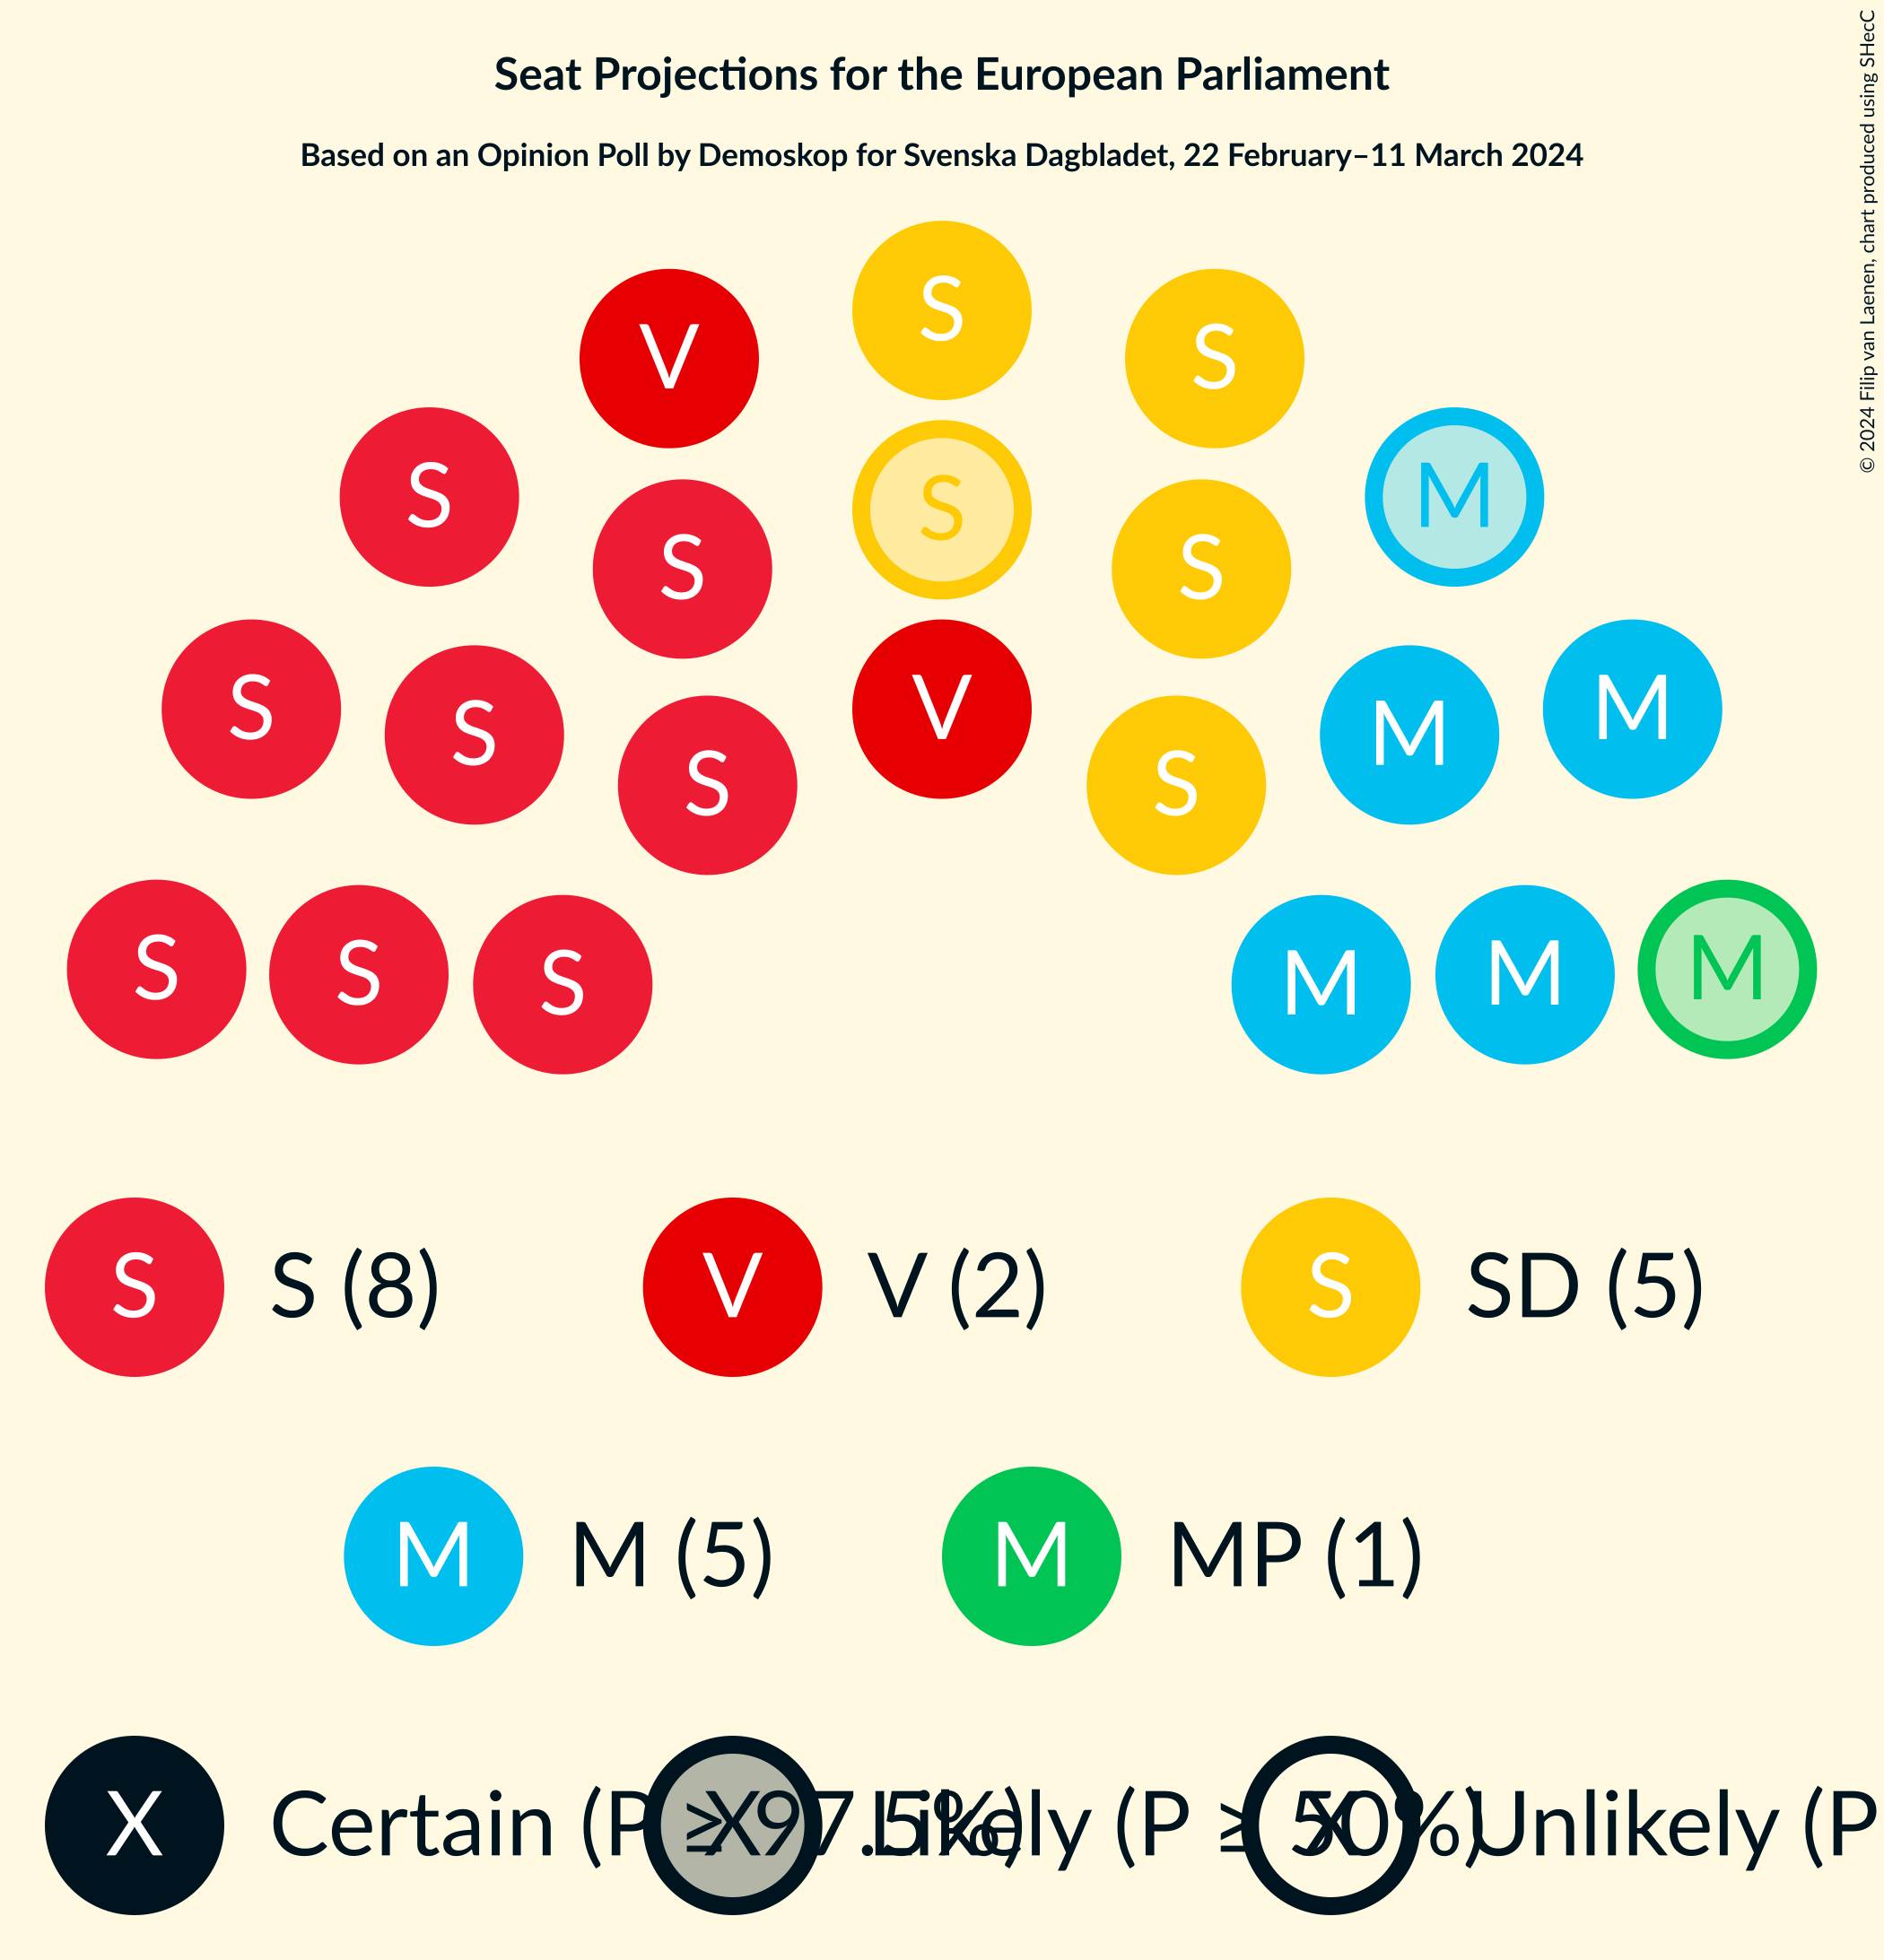 Seat Projections for the European Parliament
Based on an Opinion Poll by Demoskop for Svenska Dagbladet, 22 February–11 March 2024
© 2024 Filip van Laenen, chart produced using SHecC
S
V S
S M
S
S S
S M
V
S M
S M
S S
S M
S M
S M
S S (8) V V (2) S SD (5)
M M (5) M MP (1)
X Certain (P ≥ 97.5%) X Likely (P ≥ 50%) X Unlikely (P